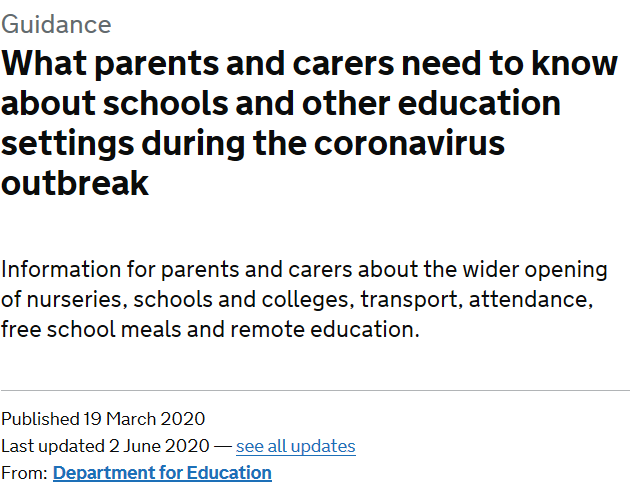 Guidance
What parents and carers need to know
about schools and other education
settings during the coronavirus
outbreak
Information for parents and carers about the wider opening
of nurseries, schools and colleges, transport, attendance,
free school meals and remote education.
Published 19 March 2020
Last updated 2 June 2020 — see all updates
From: Department for Education